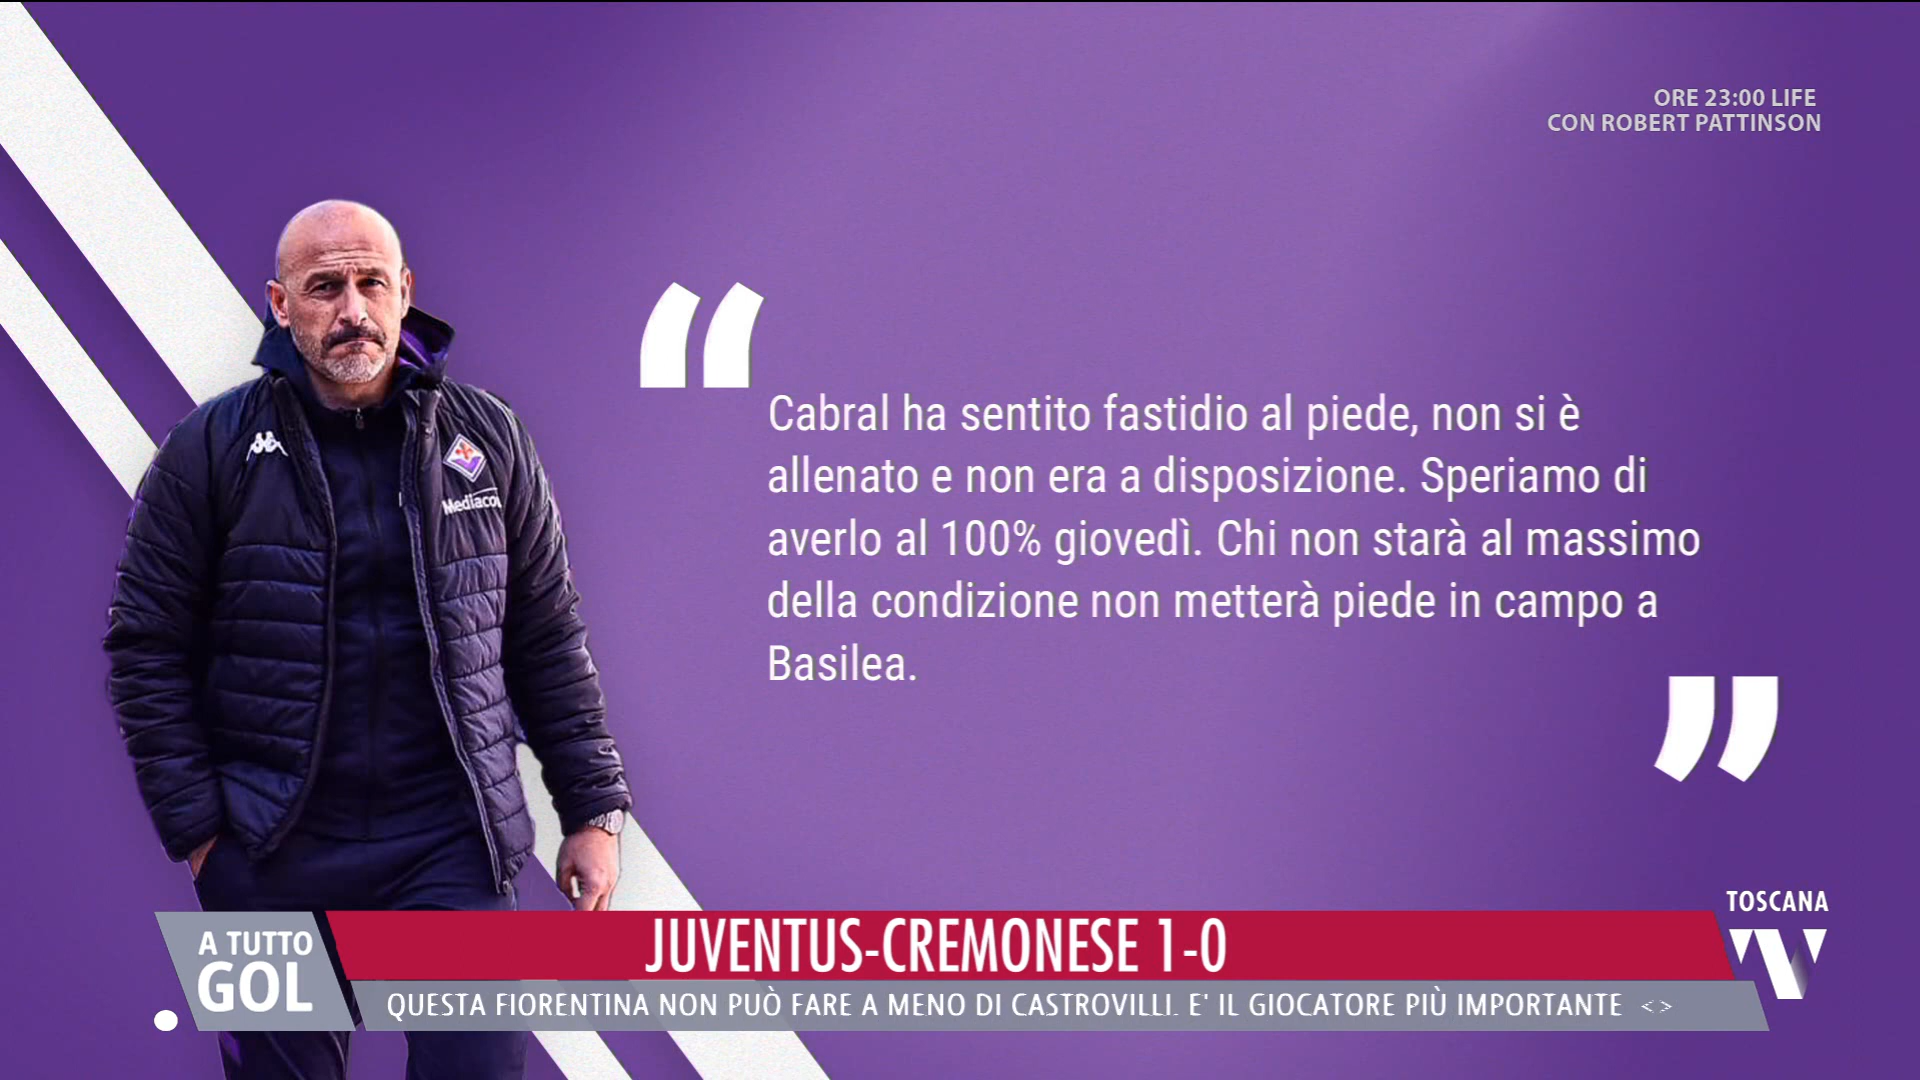 ORE 23:00 LIFE
CON ROBERT PATTINSON
“
Cabral ha sentito fastidio al piede, non si è
allenato e non era a disposizione. Speriamo di
averlo al 100% giovedì. Chi non starà al massimo
della condizione non metterà piede in campo a
Basilea.
”
Mediaco
TOSCANA
TV
A TUTTO
GOL
JUVENTUS-CREMONESE 1-0
QUESTA FIORENTINA NON PUÒ FARE A MENO DI CASTROVILLI. E' IL GIOCATORE PIÙ IMPORTANTE <>